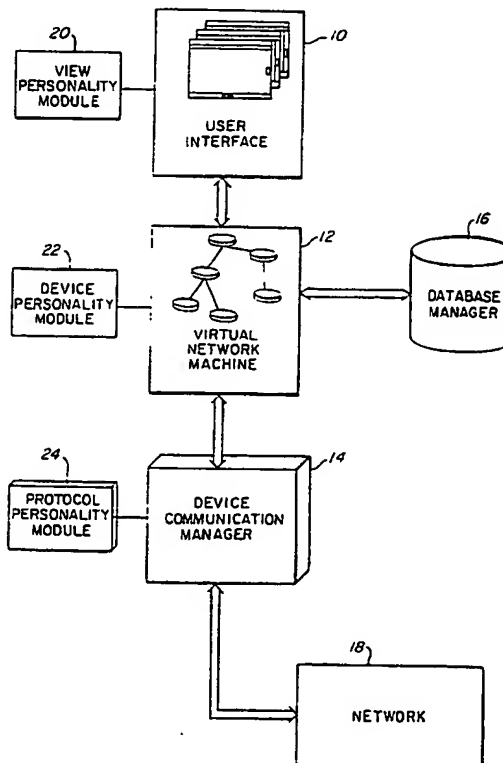 20
VIEW
PERSONALITY
MODULE
10
USER
INTERFACE
22
DEVICE
PERSONALITY
MODULE
12
VIRTUAL
NETWORK
MACHINE
16
DATABASE
MANAGER
24
PROTOCOL
PERSONALITY
MODULE
14
DEVICE
COMMUNICATION
MANAGER
18
NETWORK